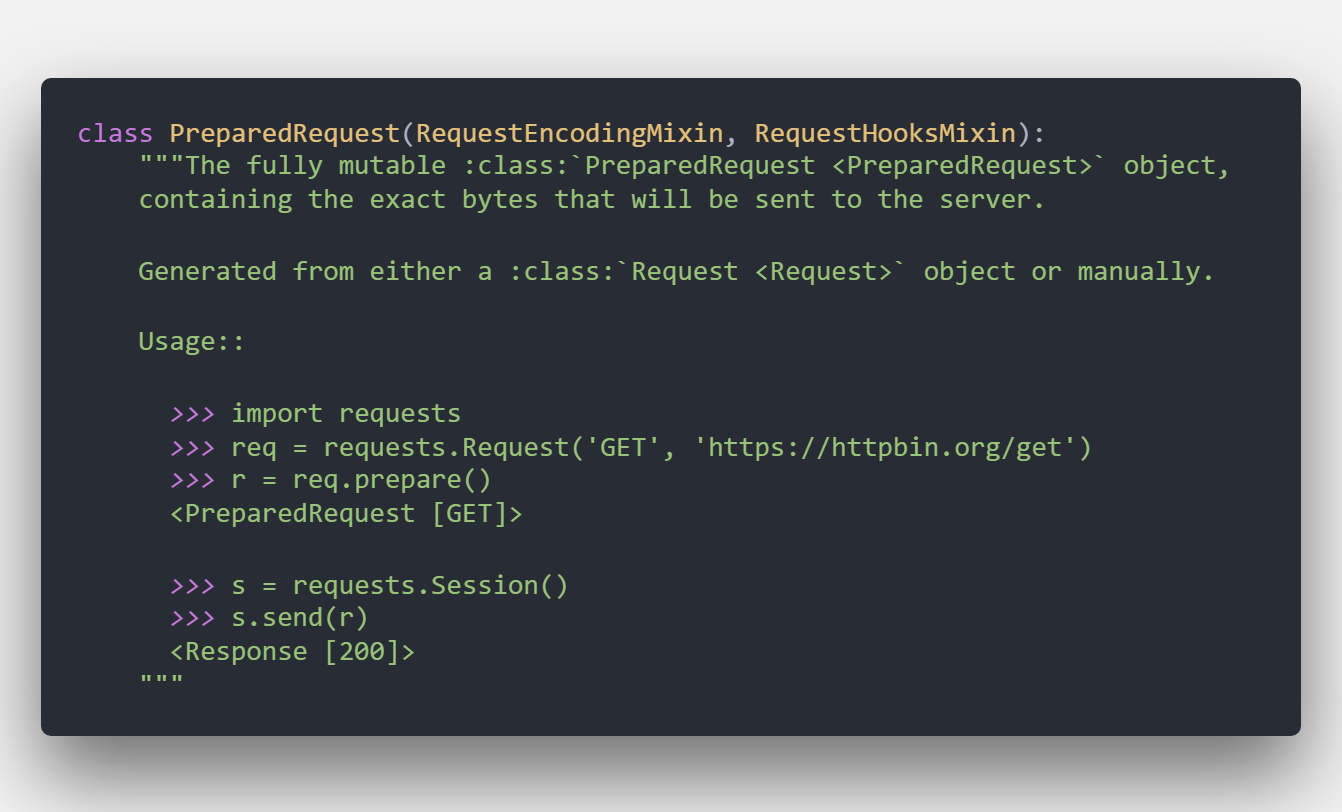 class PreparedRequest(RequestEncodingMixin, RequestHooksMixin):
    """The fully mutable :class:`PreparedRequest <PreparedRequest>` object,
    containing the exact bytes that will be sent to the server.

    Generated from either a :class:`Request <Request>` object or manually.

    Usage::

      >>> import requests
      >>> req = requests.Request('GET', 'https://httpbin.org/get')
      >>> r = req.prepare()
      <PreparedRequest [GET]>

      >>> s = requests.Session()
      >>> s.send(r)
      <Response [200]>
    """